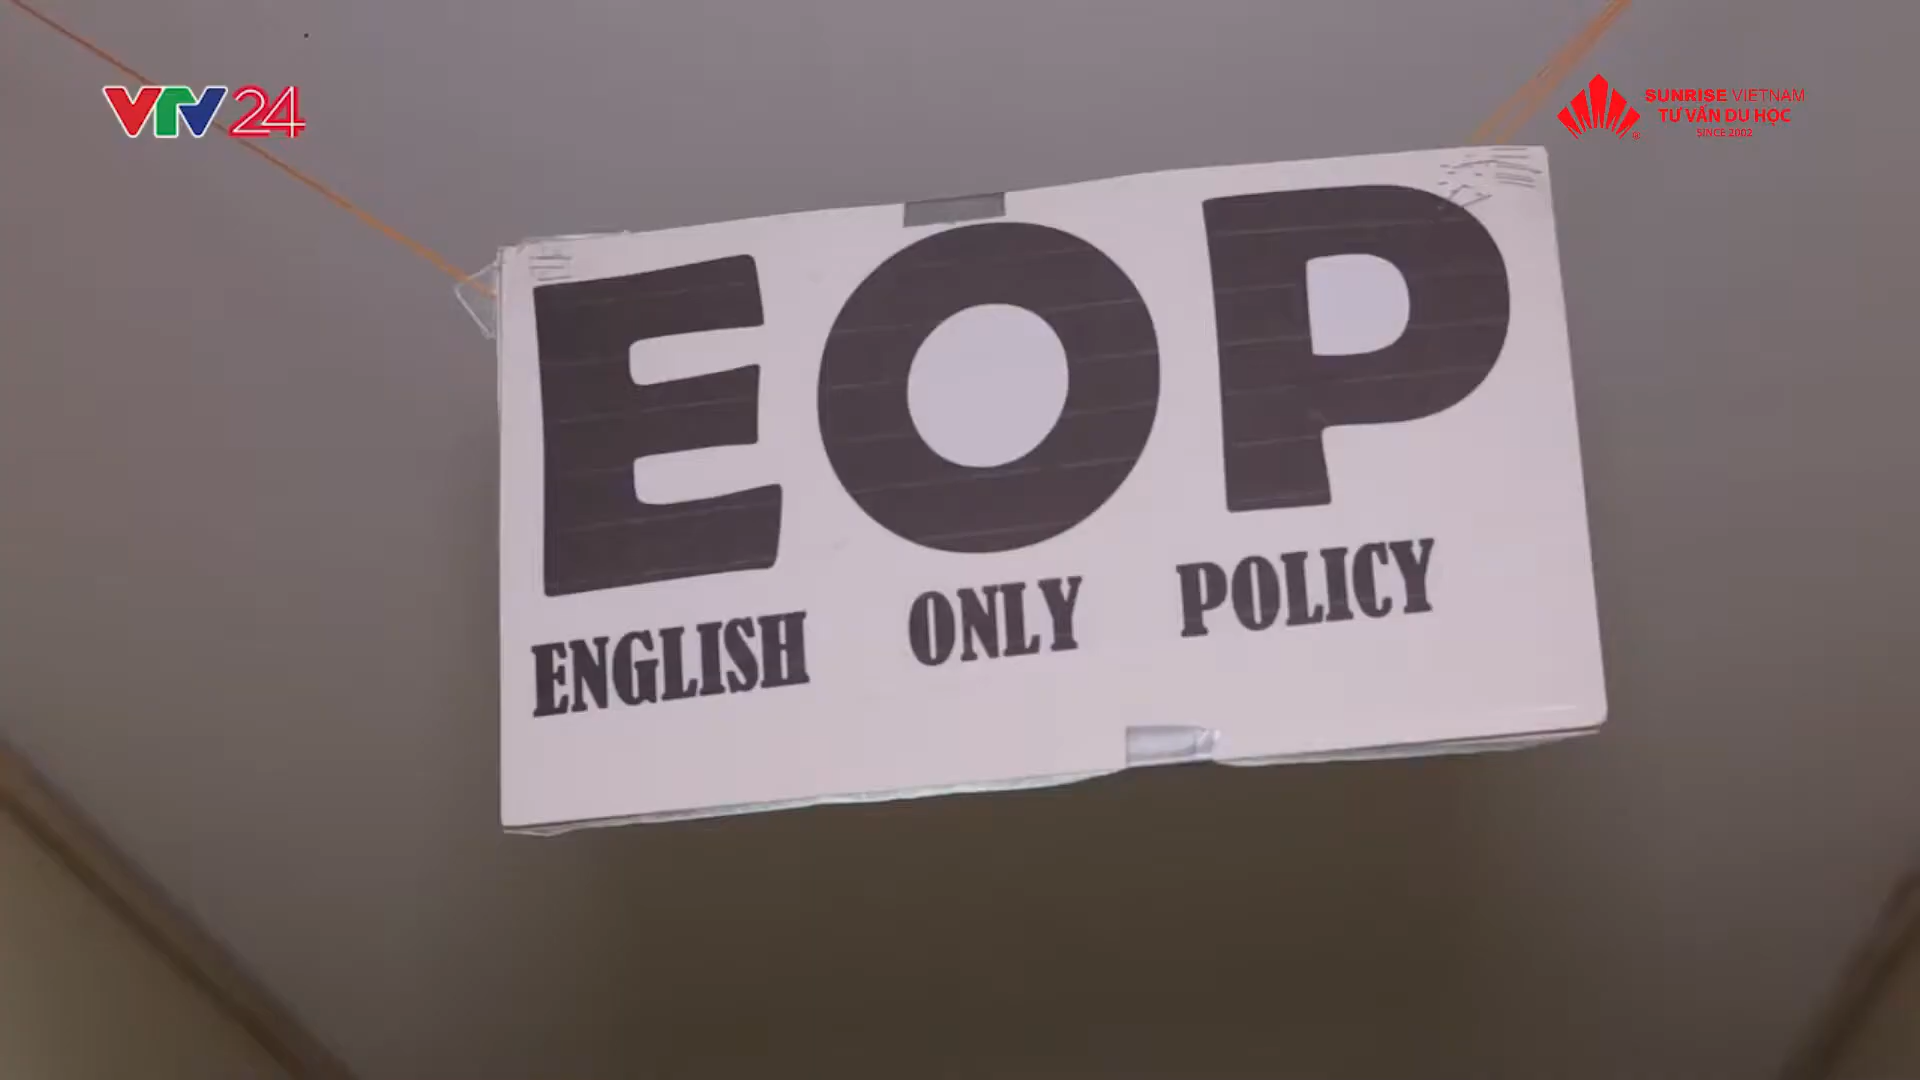 VTV24
SUNRISE VIETNAM
TƯ VẤN DU HỌC
SINCE 2002
EOP
ENGLISH ONLY POLICY